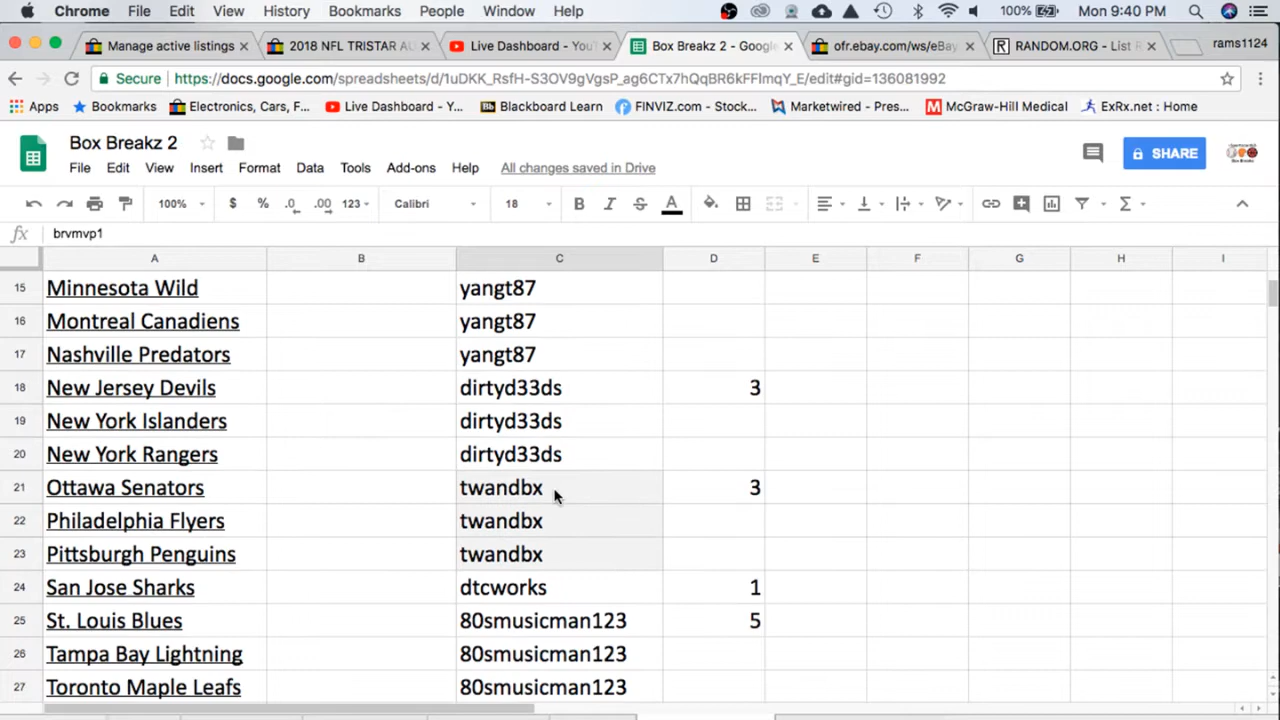 Chrome File Edit View History Bookmarks People Window Help 100% Mon 9:40 PM
Manage active listings × 2018 NFL TRISTAR AU × Live Dashboard - YouT × Box Breakz 2 - Google × ofr.ebay.com/ws/eBay × RANDOM.ORG - List R × rams1124
Secure https://docs.google.com/spreadsheets/d/1uDKK_RsfH-S3OV9gVgsP_ag6CTx7hQqBR6kFFImqY_E/edit#gid=136081992
Apps Bookmarks Electronics, Cars, F... Live Dashboard - Y... Bb Blackboard Learn FINVIZ.com - Stock... Marketwired - Pres... M McGraw-Hill Medical ExRx.net : Home
Box Breakz 2
SHARE
File Edit View Insert Format Data Tools Add-ons Help All changes saved in Drive
100% $ % .0 .00 123 Calibri 18 B I S A Σ
fx brvmvp1
A B C D E F G H I
15 Minnesota Wild yangt87
16 Montreal Canadiens yangt87
17 Nashville Predators yangt87
18 New Jersey Devils dirtyd33ds 3
19 New York Islanders dirtyd33ds
20 New York Rangers dirtyd33ds
21 Ottawa Senators twandbx 3
22 Philadelphia Flyers twandbx
23 Pittsburgh Penguins twandbx
24 San Jose Sharks dtcworks 1
25 St. Louis Blues 80smusicman123 5
26 Tampa Bay Lightning 80smusicman123
27 Toronto Maple Leafs 80smusicman123